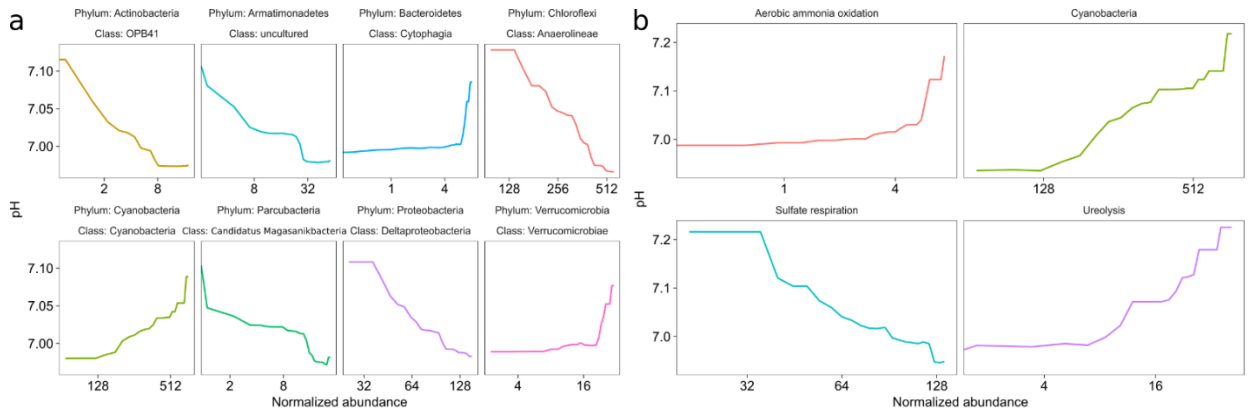 a
b
Phylum: Actinobacteria
Phylum: Armatimonadetes
Phylum: Bacteroidetes
Phylum: Chloroflexi
Class: OPB41
Class: uncultured
Class: Cytophagia
Class: Anaerolineae
7.10
7.05
7.00
2
8
8
32
1
4
128
256
512
pH
Phylum: Cyanobacteria
Phylum: Parcubacteria
Phylum: Proteobacteria
Phylum: Verrucomicrobia
Class: Cyanobacteria
Class: Candidatus Magasanikbacteria
Class: Deltaproteobacteria
Class: Verrucomicrobiae
7.10
7.05
7.00
128
512
2
8
32
64
128
4
16
Normalized abundance
Aerobic ammonia oxidation
Cyanobacteria
7.2
7.1
7.0
1
4
128
512
pH
Sulfate respiration
Ureolysis
7.2
7.1
7.0
32
64
128
4
16
Normalized abundance